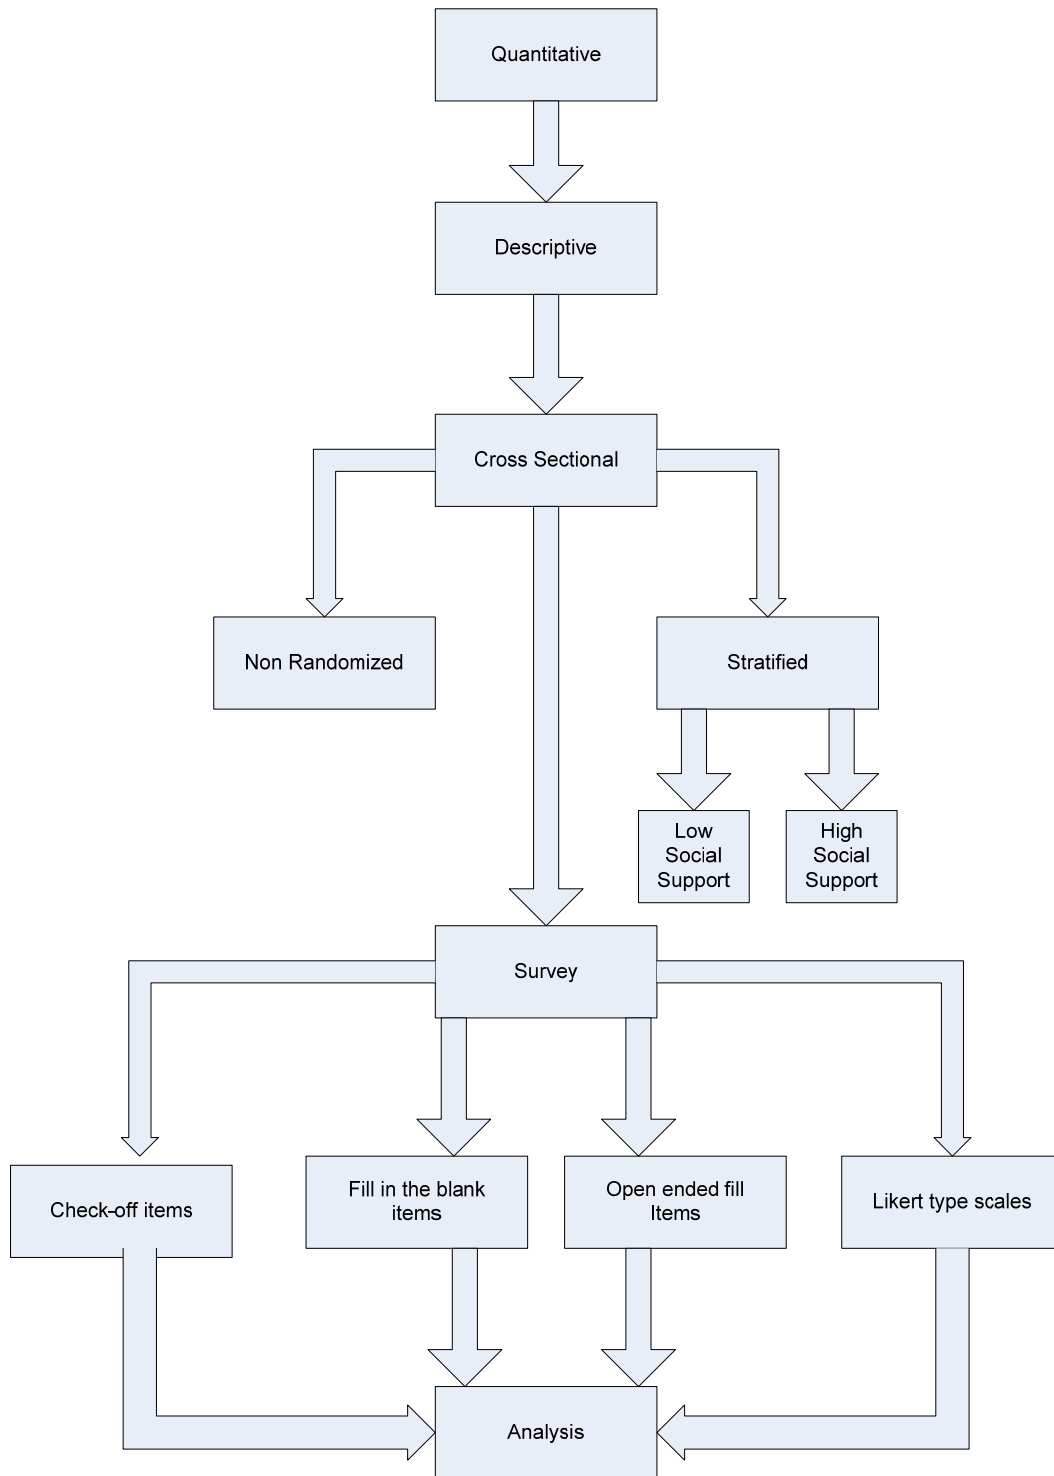 Quantitative
Descriptive
Cross Sectional
Non Randomized
Stratified
Low
Social
Support
High
Social
Support
Survey
Check-off items
Fill in the blank
items
Open ended fill
Items
Likert type scales
Analysis